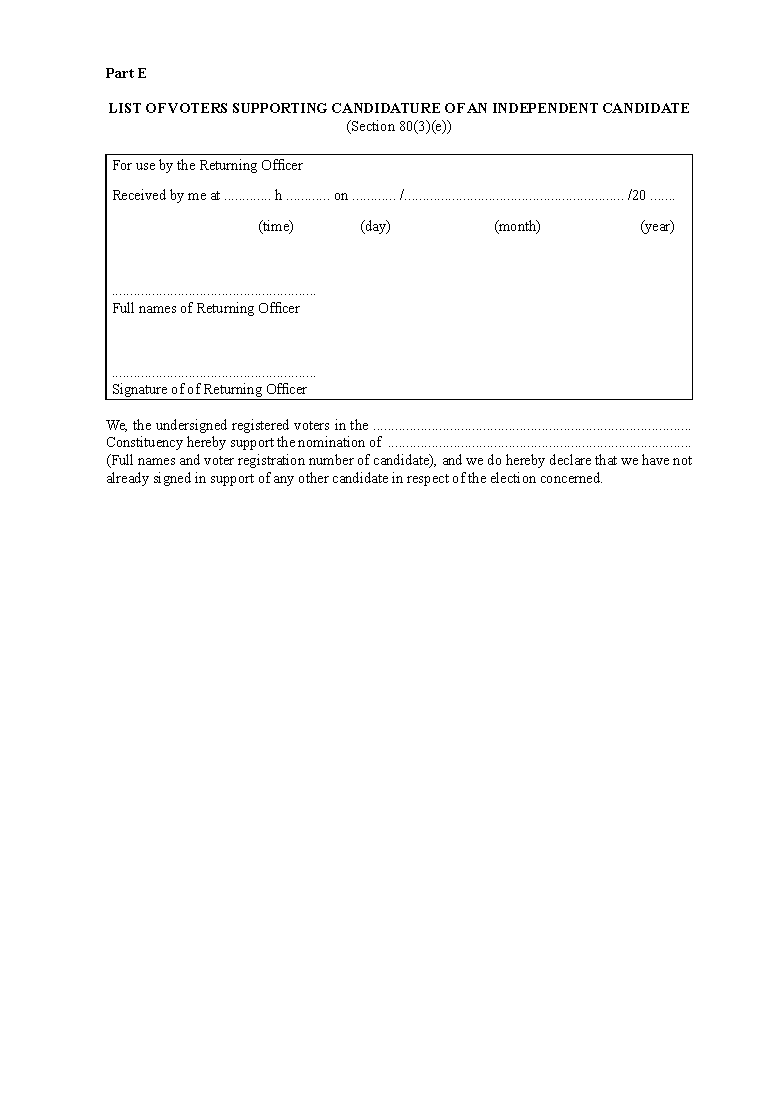 Part E
LIST OF VOTERS SUPPORTING CANDIDATURE OF AN INDEPENDENT CANDIDATE
(Section 80(3)(e))
For use by the Returning Officer
Received by me at ............. h ............ on ............ /............................................................ /20 .......
(time) (day) (month) (year)
........................................................
Full names of Returning Officer
........................................................
Signature of of Returning Officer
We, the undersigned registered voters in the .......................................................................................
Constituency hereby support the nomination of ...................................................................................
(Full names and voter registration number of candidate), and we do hereby declare that we have not
already signed in support of any other candidate in respect of the election concerned.